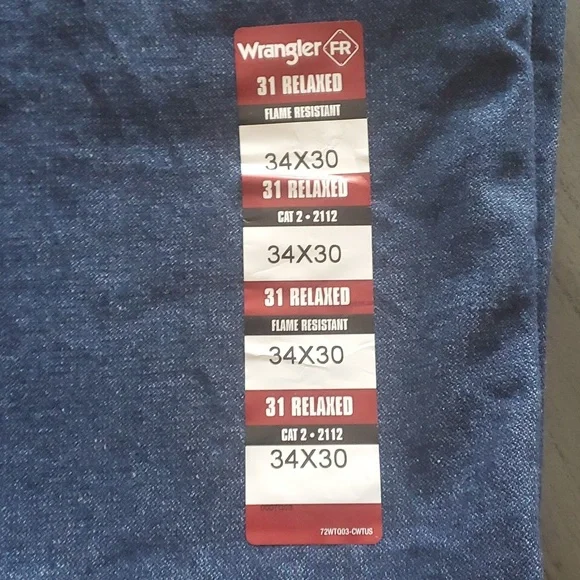 Wrangler FR
31 RELAXED
FLAME RESISTANT
34X30
31 RELAXED
CAT 2 • 2112
34X30
31 RELAXED
FLAME RESISTANT
34X30
31 RELAXED
CAT 2 • 2112
34X30
72WTQ03-CWTUS